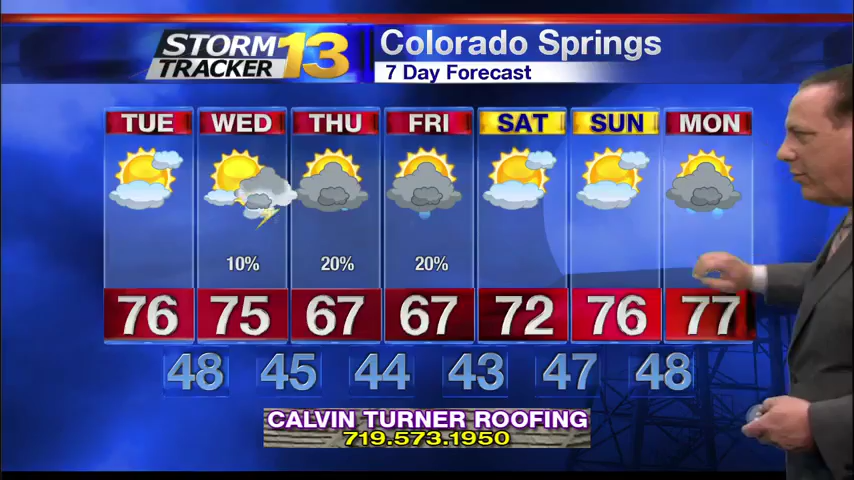 STORM
TRACKER 13
Colorado Springs
7 Day Forecast
TUE WED THU FRI SAT SUN MON
10% 20% 20%
76 75 67 67 72 76 77
48 45 44 43 47 48
CALVIN TURNER ROOFING
719.573.1950